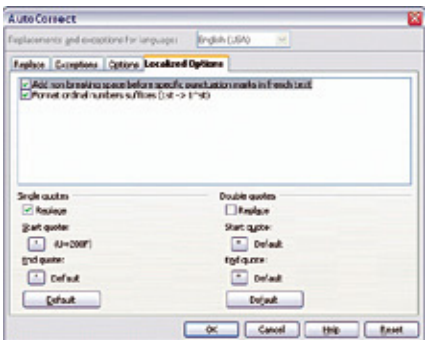 AutoCorrect
Replacements and exceptions for language: English (USA)
Replace Exceptions Options Localized Options
Add non breaking space before specific punctuation marks in french text
Format ordinal numbers suffixes (1st -> 1^st)
Single quotes Double quotes
Replace Replace
Start quote: Start quote:
Default
End quote: End quote:
Default Default
Default Default
OK Cancel Help Reset